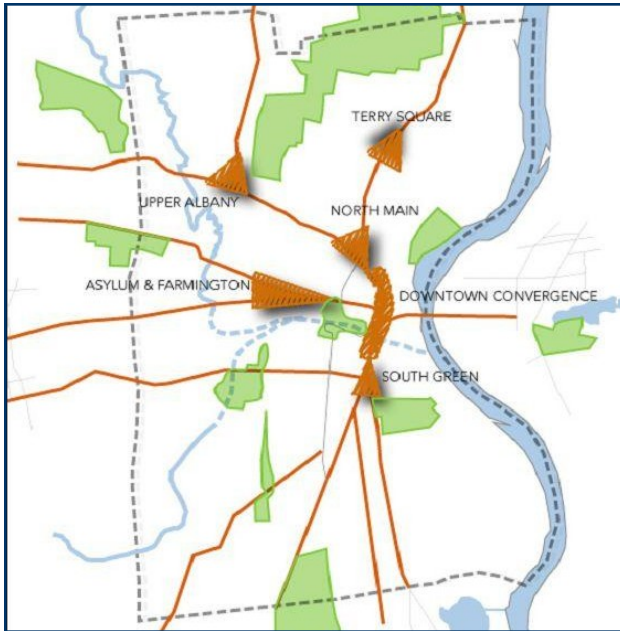 TERRY SQUARE
UPPER ALBANY
NORTH MAIN
ASYLUM & FARMINGTON
DOWNTOWN CONVERGENCE
SOUTH GREEN